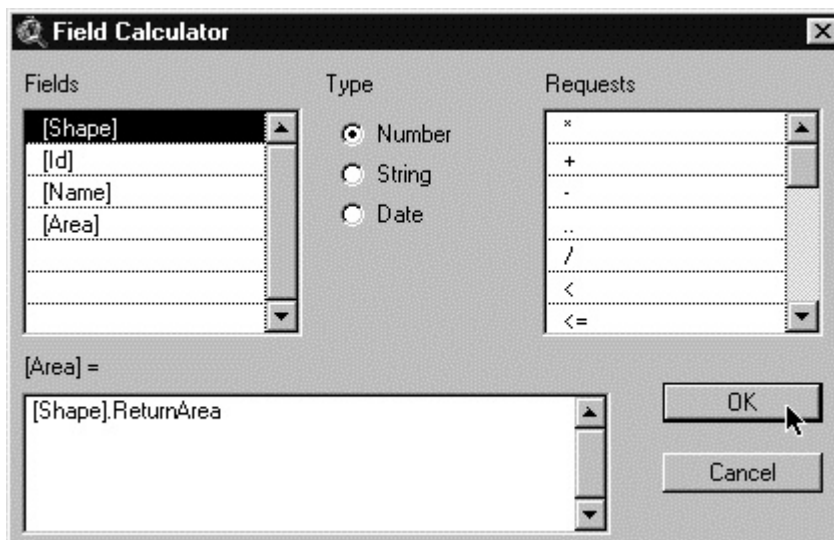 Field Calculator
Fields
Type
Requests
[Shape]
[Id]
[Name]
[Area]
Number
String
Date
*
+
-
..
/
<
<=
[Area] =
[Shape].ReturnArea
OK
Cancel